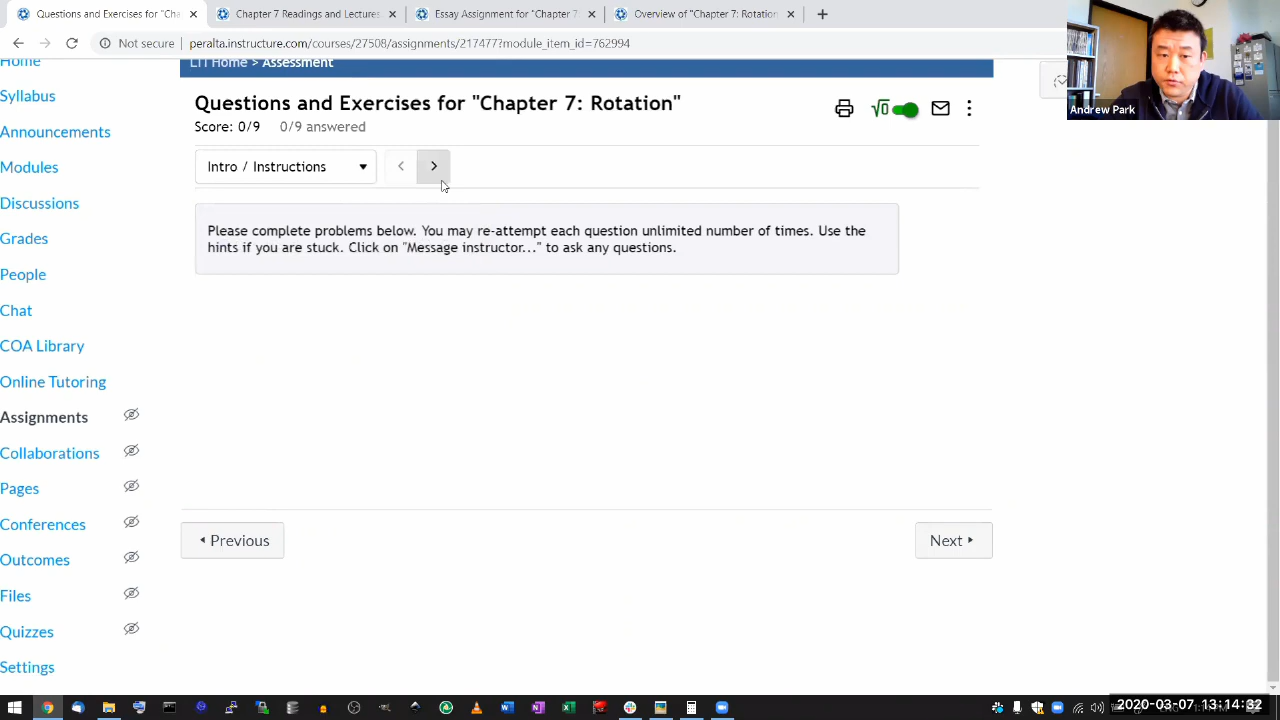 Questions and Exercises for "Cha
Chapter 7 Readings and Lectures
Essay Assignment for "Chapter 7:
Overview of "Chapter 7: Rotation"
Not secure | peralta.instructure.com/courses/2176/assignments/21747?module_item_id=762994
Andrew Park
Home
Syllabus
Announcements
Modules
Discussions
Grades
People
Chat
COA Library
Online Tutoring
Assignments
Collaborations
Pages
Conferences
Outcomes
Files
Quizzes
Settings
LTI Home > Assessment
Questions and Exercises for "Chapter 7: Rotation"
Score: 0/9 0/9 answered
Intro / Instructions
Please complete problems below. You may re-attempt each question unlimited number of times. Use the
hints if you are stuck. Click on "Message instructor..." to ask any questions.
Previous
Next
2020-03-07 13:14:32